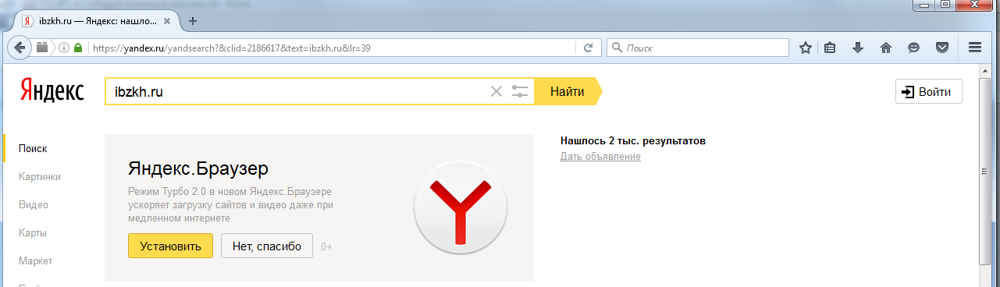 ibzkh.ru — Яндекс: нашло...
https://yandex.ru/yandsearch?&clid=2186617&text=ibzkh.ru&lr=39
Поиск
Яндекс
ibzkh.ru
Найти
Войти
Поиск
Картинки
Видео
Карты
Маркет
Яндекс.Браузер
Режим Турбо 2.0 в новом Яндекс.Браузере
ускоряет загрузку сайтов и видео даже при
медленном интернете
Установить
Нет, спасибо
0+
Нашлось 2 тыс. результатов
Дать объявление